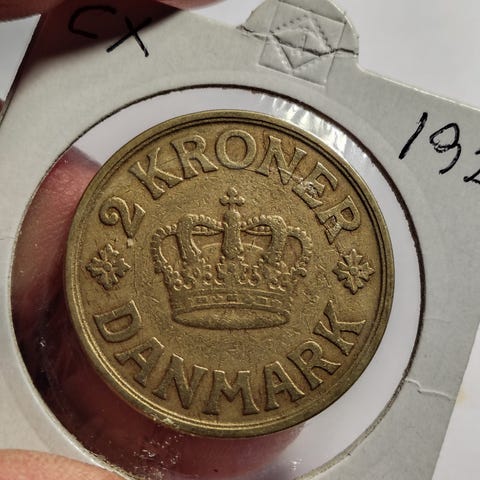 CX
192
2 KRONER
DANMARK